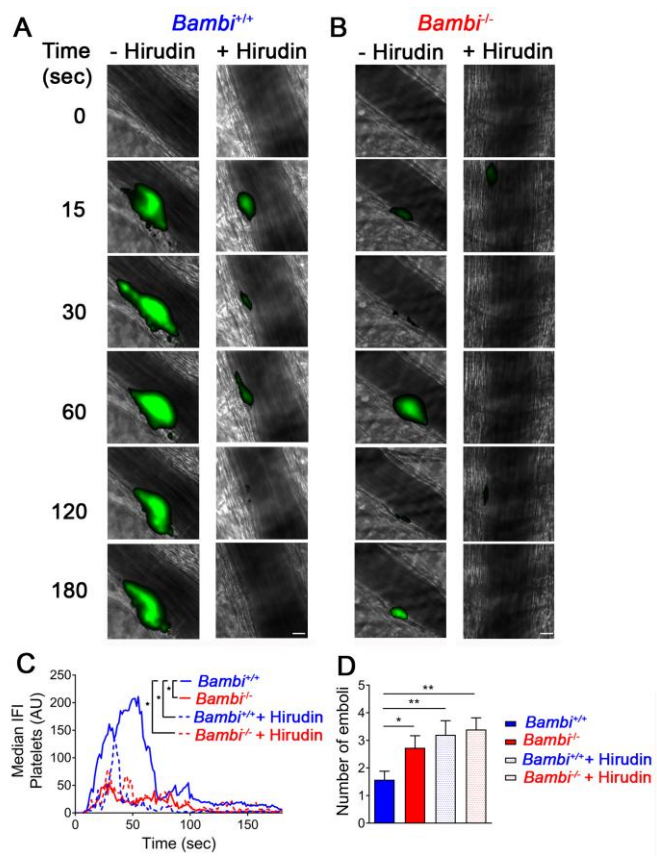 A
Bambi+/+
B
Bambi-/-
Time (sec)
- Hirudin
+ Hirudin
- Hirudin
+ Hirudin
0
15
30
60
120
180
C
Median IFI
Platelets (AU)
250
200
150
100
50
0
0
50
100
150
Time (sec)
*
*
*
Bambi+/+
Bambi-/-
Bambi+/+ + Hirudin
Bambi-/- + Hirudin
D
Number of emboli
5
4
3
2
1
0
**
**
*
Bambi+/+
Bambi-/-
Bambi+/+ + Hirudin
Bambi-/- + Hirudin